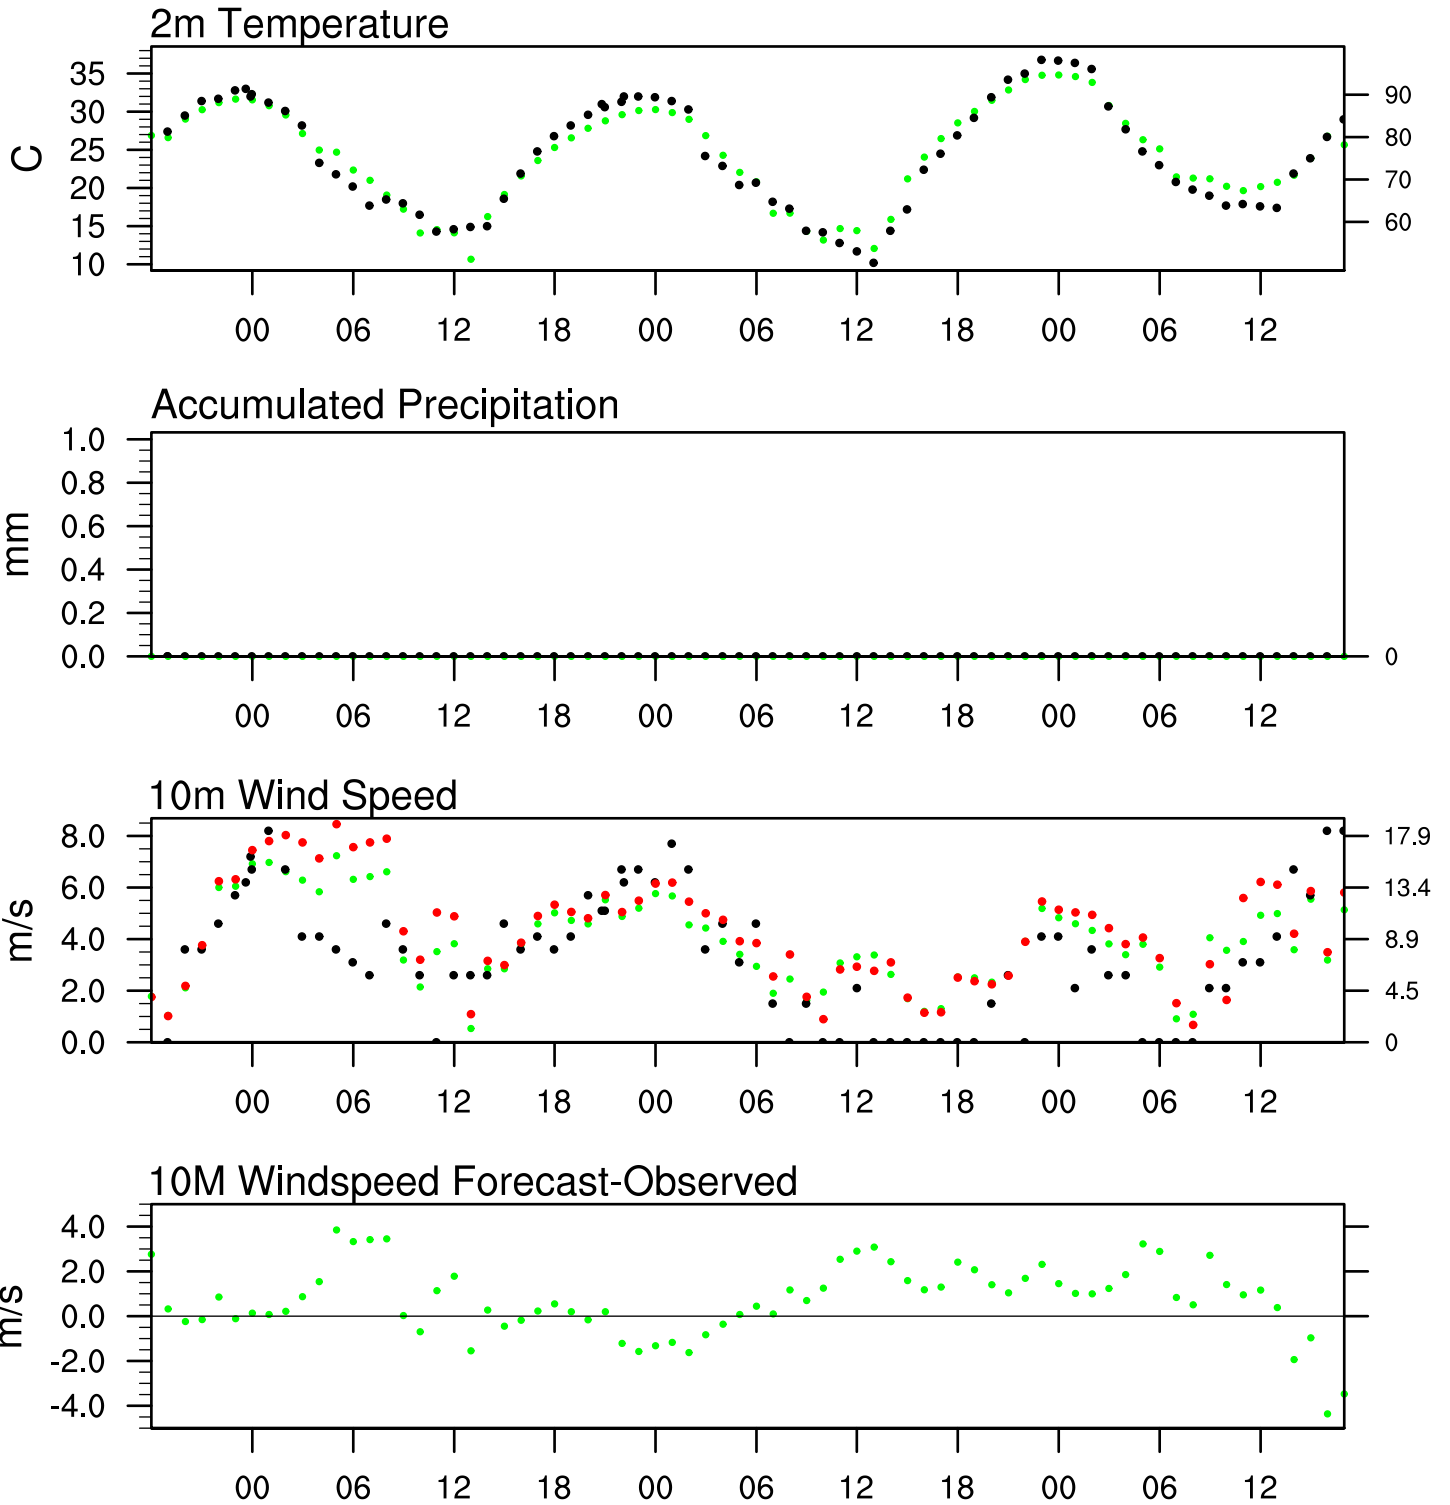 2m Temperature
35
30
25
20
15
10
C
90
80
70
60
00 06 12 18 00 06 12 18 00 06 12
Accumulated Precipitation
1.0
0.8
0.6
0.4
0.2
0.0
mm
0
00 06 12 18 00 06 12 18 00 06 12
10m Wind Speed
8.0
6.0
4.0
2.0
0.0
m/s
17.9
13.4
8.9
4.5
0
00 06 12 18 00 06 12 18 00 06 12
10M Windspeed Forecast-Observed
4.0
2.0
0.0
-2.0
-4.0
m/s
00 06 12 18 00 06 12 18 00 06 12